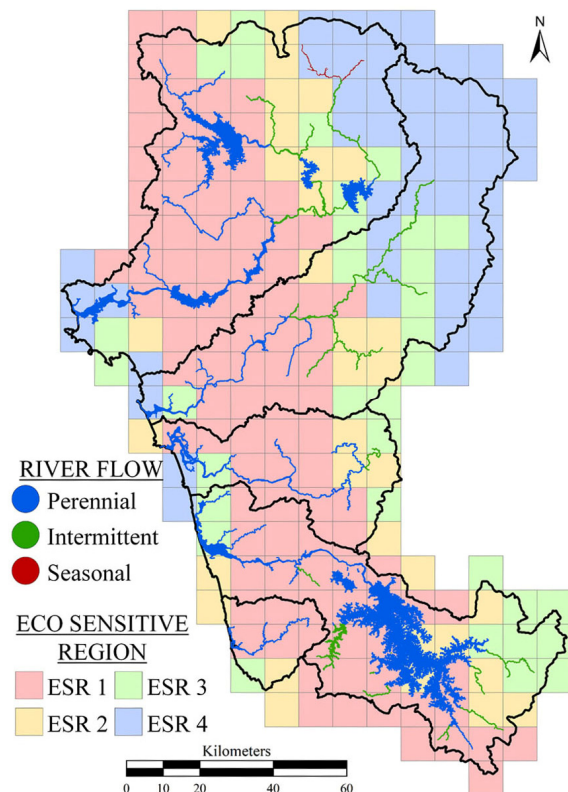 N
RIVER FLOW
Perennial
Intermittent
Seasonal
ECO SENSITIVE
REGION
ESR 1 ESR 3
ESR 2 ESR 4
Kilometers
0 10 20 40 60